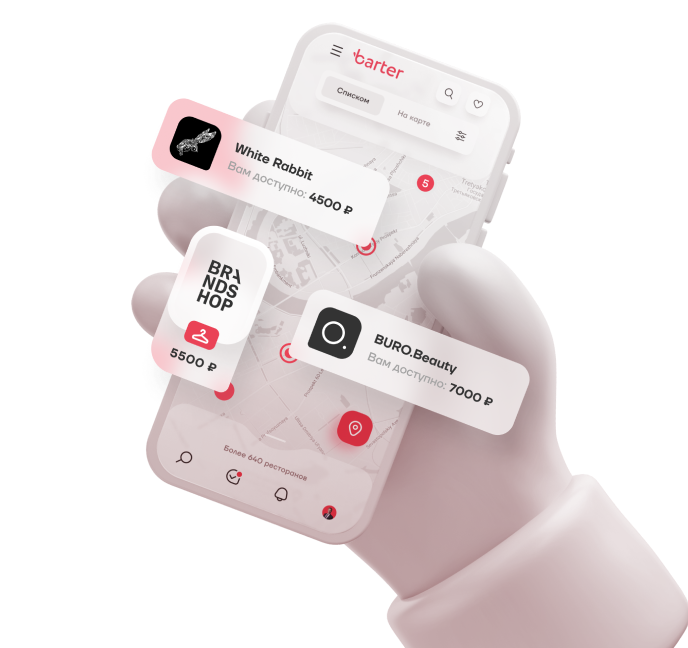 barter
Списком
На карте
White Rabbit
Вам доступно: 4500 ₽
5
BRA
NDS
HOP
5500 ₽
BURO.Beauty
Вам доступно: 7000 ₽
Более 640 ресторанов